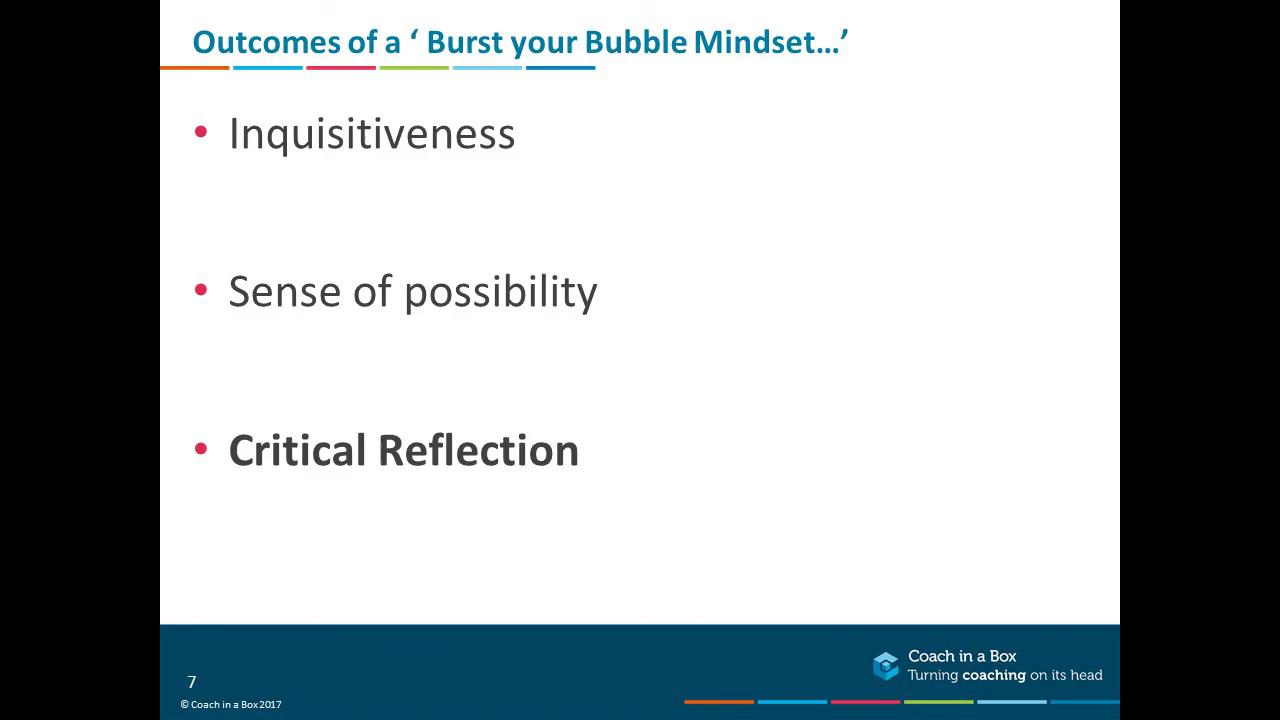 Outcomes of a ‘ Burst your Bubble Mindset…’
• Inquisitiveness
• Sense of possibility
• Critical Reflection
Coach in a Box
Turning coaching on its head
7
© Coach in a Box 2017